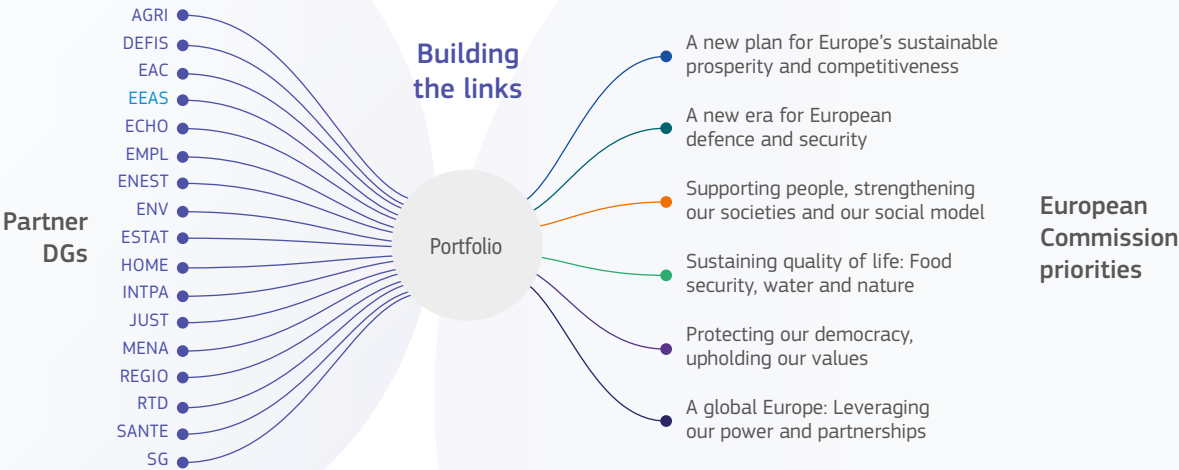 Partner
DGs
AGRI
DEFIS
EAC
EEAS
ECHO
EMPL
ENEST
ENV
ESTAT
HOME
INTPA
JUST
MENA
REGIO
RTD
SANTE
SG
Building
the links
Portfolio
A new plan for Europe’s sustainable
prosperity and competitiveness
A new era for European
defence and security
Supporting people, strengthening
our societies and our social model
Sustaining quality of life: Food
security, water and nature
Protecting our democracy,
upholding our values
A global Europe: Leveraging
our power and partnerships
European
Commission
priorities